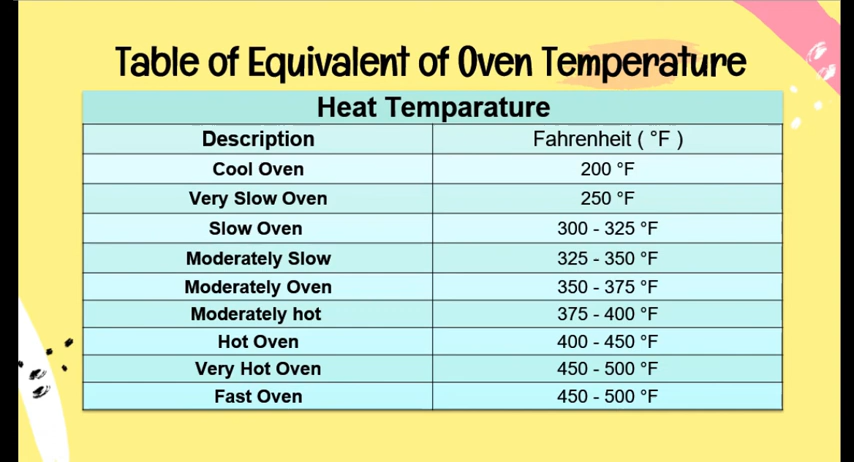 Table of Equivalent of Oven Temperature
Heat Temparature
Description Fahrenheit ( °F )
Cool Oven 200 °F
Very Slow Oven 250 °F
Slow Oven 300 - 325 °F
Moderately Slow 325 - 350 °F
Moderately Oven 350 - 375 °F
Moderately hot 375 - 400 °F
Hot Oven 400 - 450 °F
Very Hot Oven 450 - 500 °F
Fast Oven 450 - 500 °F